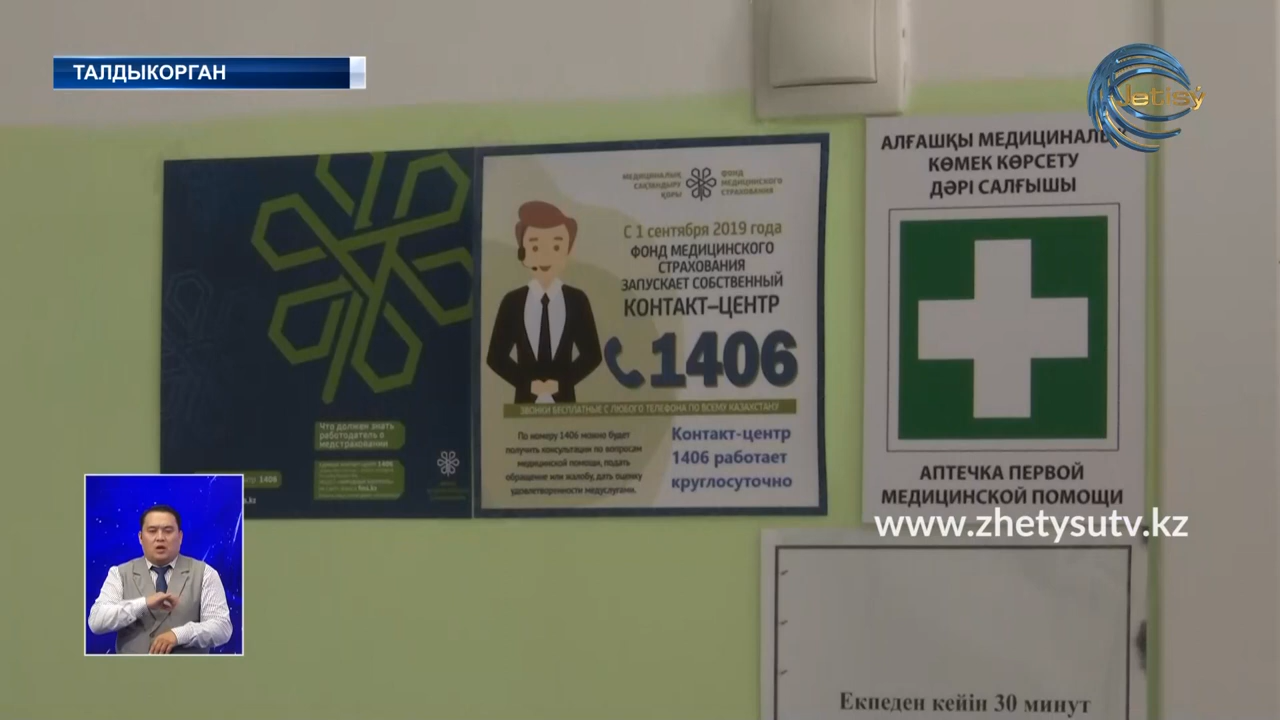 ТАЛДЫКОРГАН
Jetisý
МЕДИЦИНАЛЫҚ
САҚТАНДЫРУ
ҚОРЫ
ФОНД
МЕДИЦИНСКОГО
СТРАХОВАНИЯ
С 1 сентября 2019 года
ФОНД МЕДИЦИНСКОГО
СТРАХОВАНИЯ
ЗАПУСКАЕТ СОБСТВЕННЫЙ
КОНТАКТ–ЦЕНТР
1406
ЗВОНКИ БЕСПЛАТНЫЕ С ЛЮБОГО ТЕЛЕФОНА ПО ВСЕМУ КАЗАХСТАНУ
По номеру 1406 можно будет
получить консультации по вопросам
медицинской помощи, подать
обращение или жалобу, дать оценку
удовлетворенности медуслугами.
Контакт-центр
1406 работает
круглосуточно
Что должен знать
работодатель о
медстраховании
1406
АЛҒАШҚЫ МЕДИЦИНАЛЫ
КӨМЕК КӨРСЕТУ
ДӘРІ САЛҒЫШЫ
АПТЕЧКА ПЕРВОЙ
МЕДИЦИНСКОЙ ПОМОЩИ
www.zhetysutv.kz
Екпеден кейін 30 минут